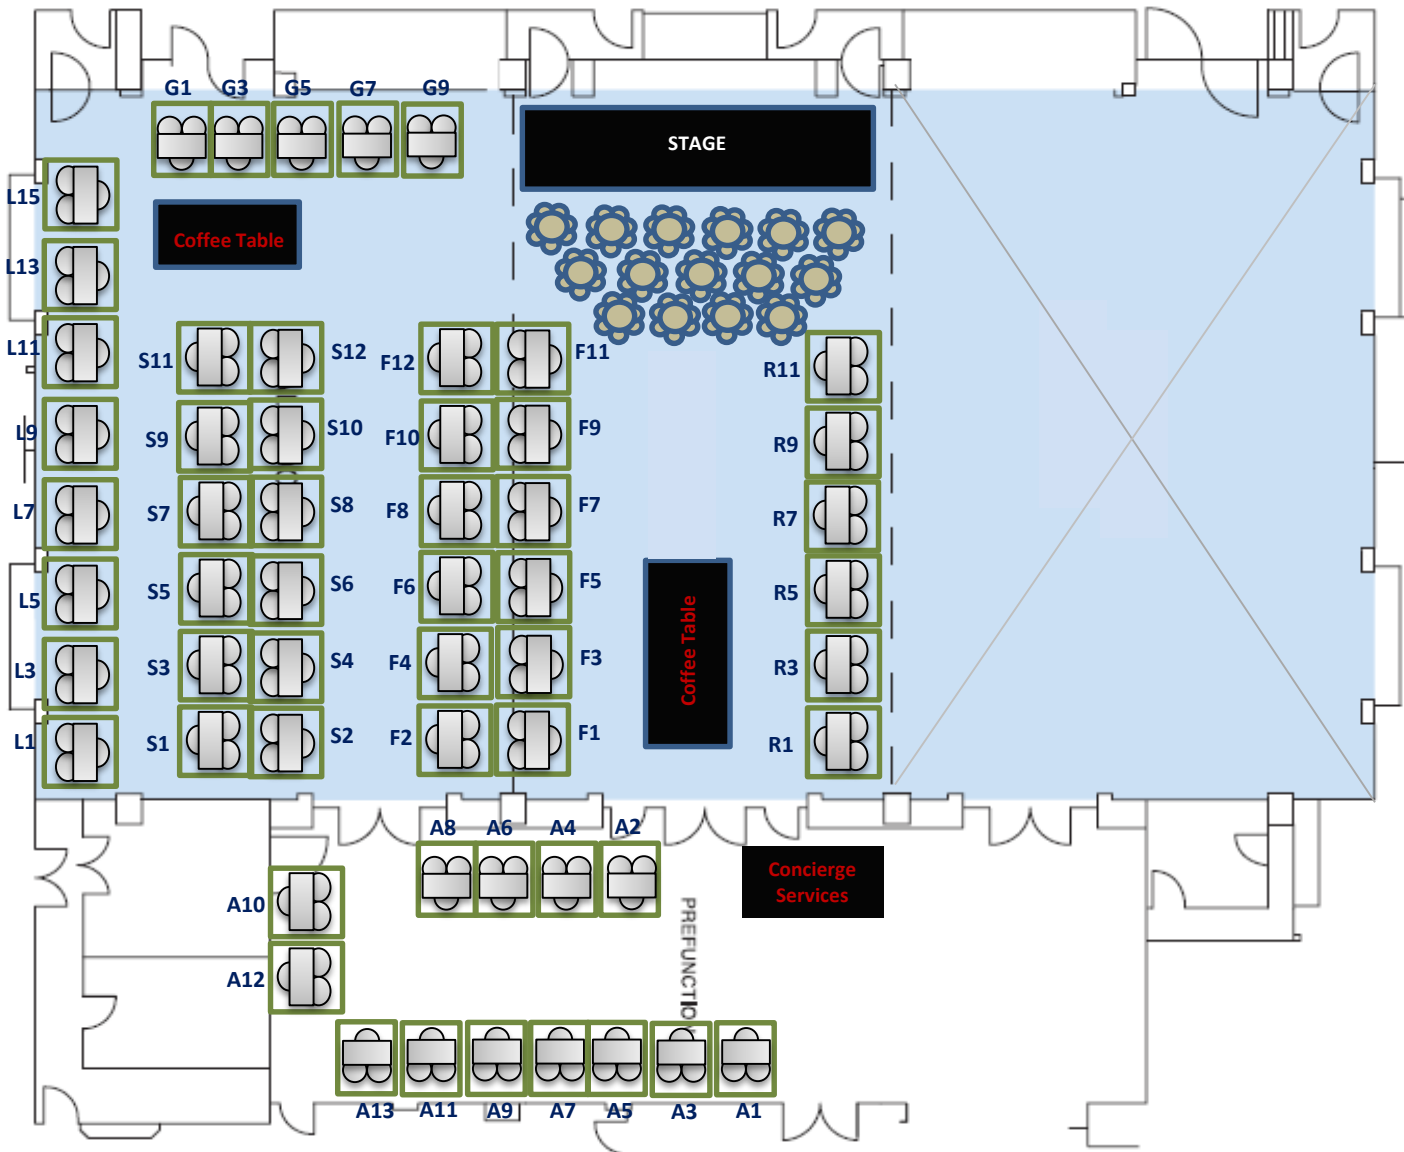 G1 G3 G5 G7 G9
STAGE
L15
Coffee Table
L13
L11 S11 S12 F12 F11 R11
L9 S9 S10 F10 F9 R9
L7 S7 S8 F8 F7 R7
L5 S5 S6 F6 F5 R5
L3 S3 S4 F4 F3 R3
Coffee Table
L1 S1 S2 F2 F1 R1
A8 A6 A4 A2
Concierge
Services
A10
PREFUNCTION
A12
A13 A11 A9 A7 A5 A3 A1